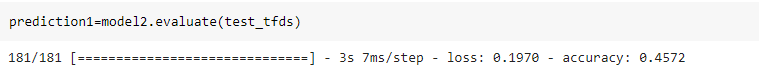 prediction1=model2.evaluate(test_tfds)
181/181 [==============================] - 3s 7ms/step - loss: 0.1970 - accuracy: 0.4572